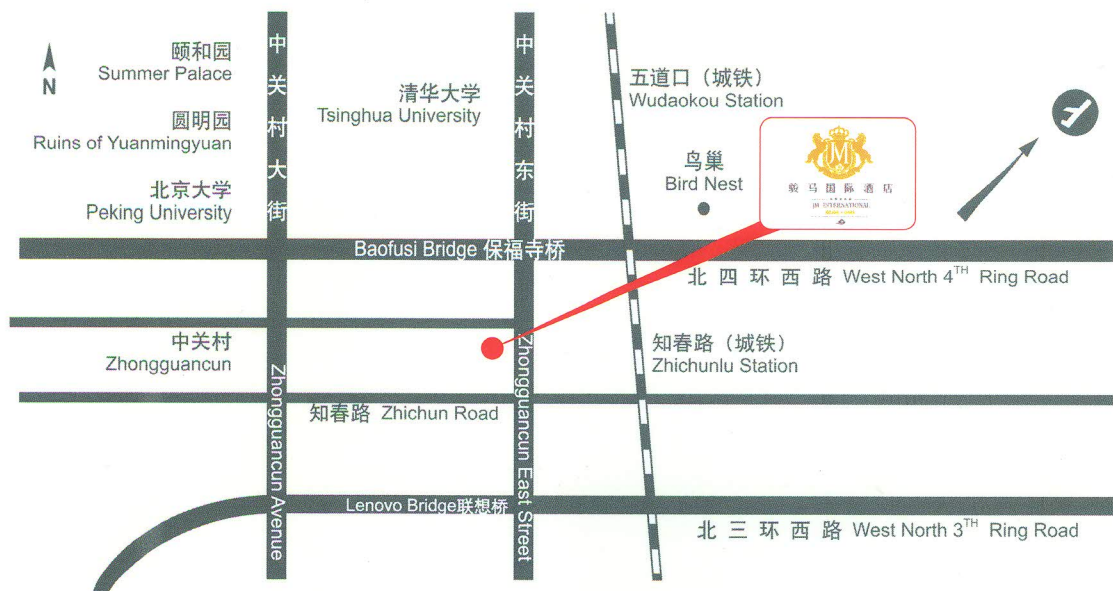 颐和园
Summer Palace
圆明园
Ruins of Yuanmingyuan
北京大学
Peking University
N
中关村大街
清华大学
Tsinghua University
中关村东街
五道口（城铁）
Wudaokou Station
鸟巢
Bird Nest
JM
骏马国际酒店
JM INTERNATIONAL
Baofusi Bridge 保福寺桥
北四环西路 West North 4TH Ring Road
中关村
Zhongguancun
知春路（城铁）
Zhichunlu Station
知春路 Zhichun Road
Zhongguancun Avenue
Zhongguancun East Street
Lenovo Bridge联想桥
北三环西路 West North 3TH Ring Road